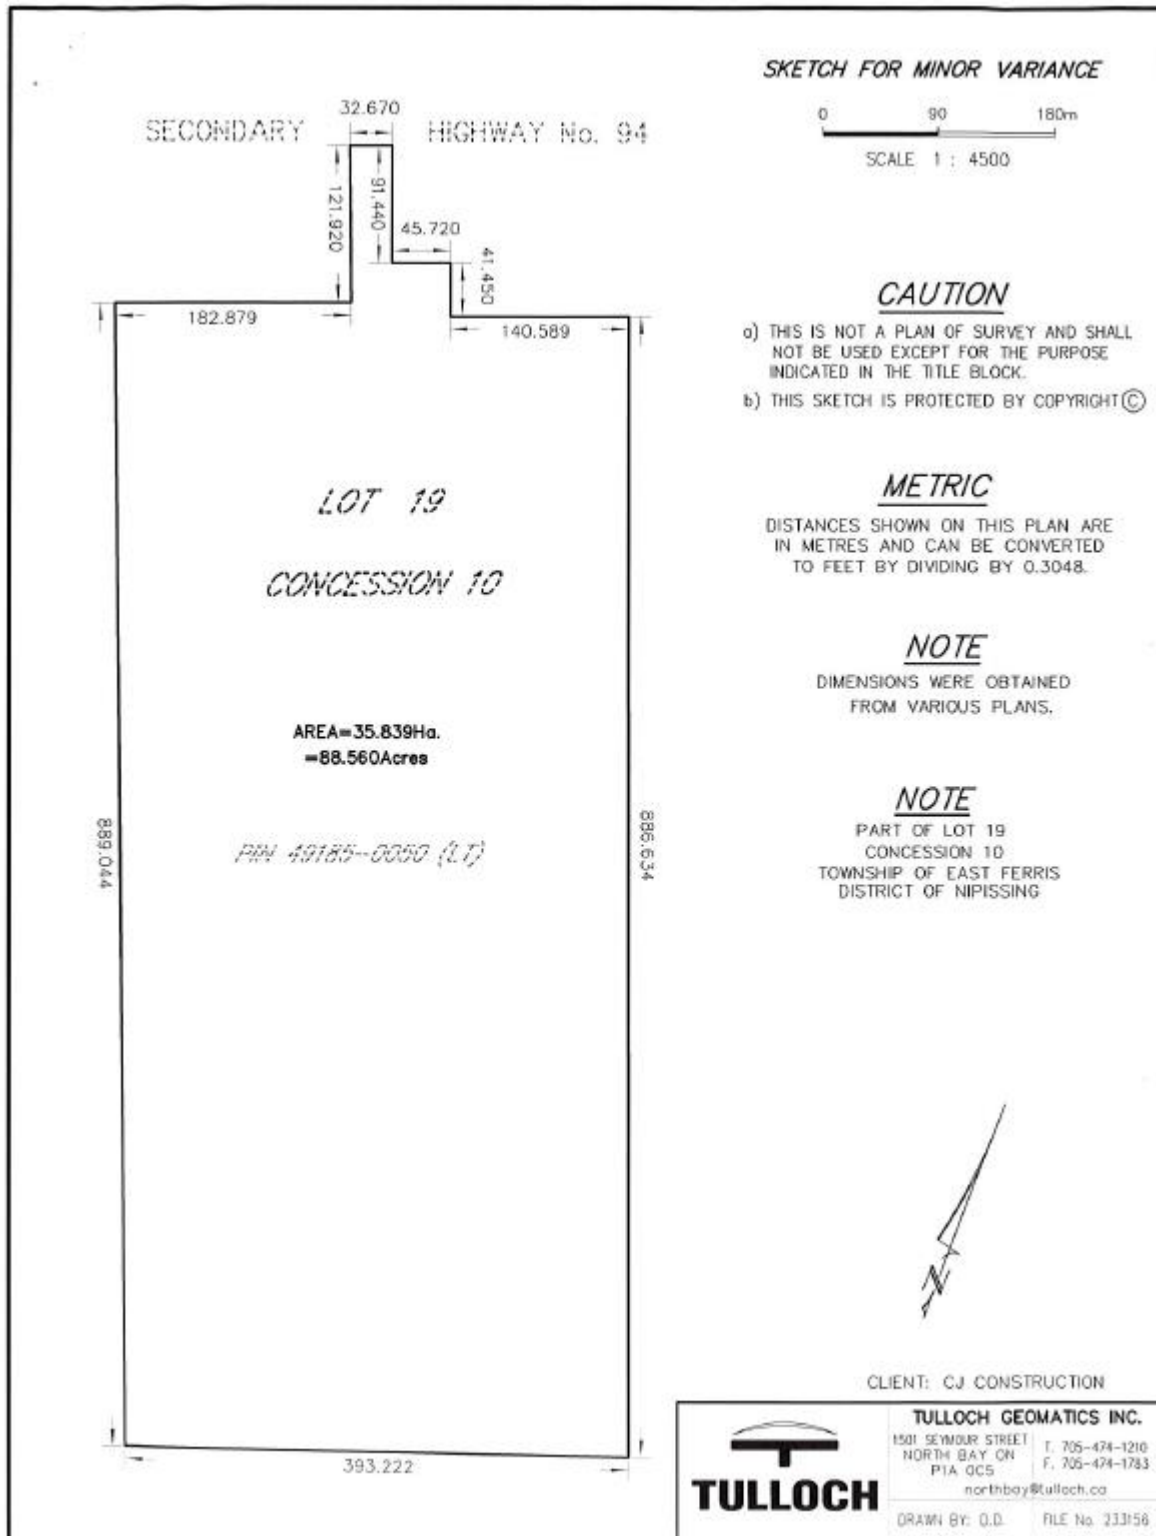 SKETCH FOR MINOR VARIANCE
0 90 180m
SCALE 1 : 4500
SECONDARY HIGHWAY No. 94
32.670
121.920
91.440
45.720
41.450
182.879
140.589
CAUTION
a) THIS IS NOT A PLAN OF SURVEY AND SHALL
NOT BE USED EXCEPT FOR THE PURPOSE
INDICATED IN THE TITLE BLOCK.
b) THIS SKETCH IS PROTECTED BY COPYRIGHT ©
LOT 19
CONCESSION 10
METRIC
DISTANCES SHOWN ON THIS PLAN ARE
IN METRES AND CAN BE CONVERTED
TO FEET BY DIVIDING BY 0.3048.
NOTE
DIMENSIONS WERE OBTAINED
FROM VARIOUS PLANS.
AREA=35.839Ha.
=88.560Acres
889.044
886.634
PIN 49185-0050 (LT)
NOTE
PART OF LOT 19
CONCESSION 10
TOWNSHIP OF EAST FERRIS
DISTRICT OF NIPISSING
N
393.222
CLIENT: CJ CONSTRUCTION
TULLOCH
TULLOCH GEOMATICS INC.
1501 SEYMOUR STREET
NORTH BAY ON
P1A 0C5
T. 705-474-1210
F. 705-474-1783
northbay@tulloch.ca
DRAWN BY: O.D. FILE No. 233156